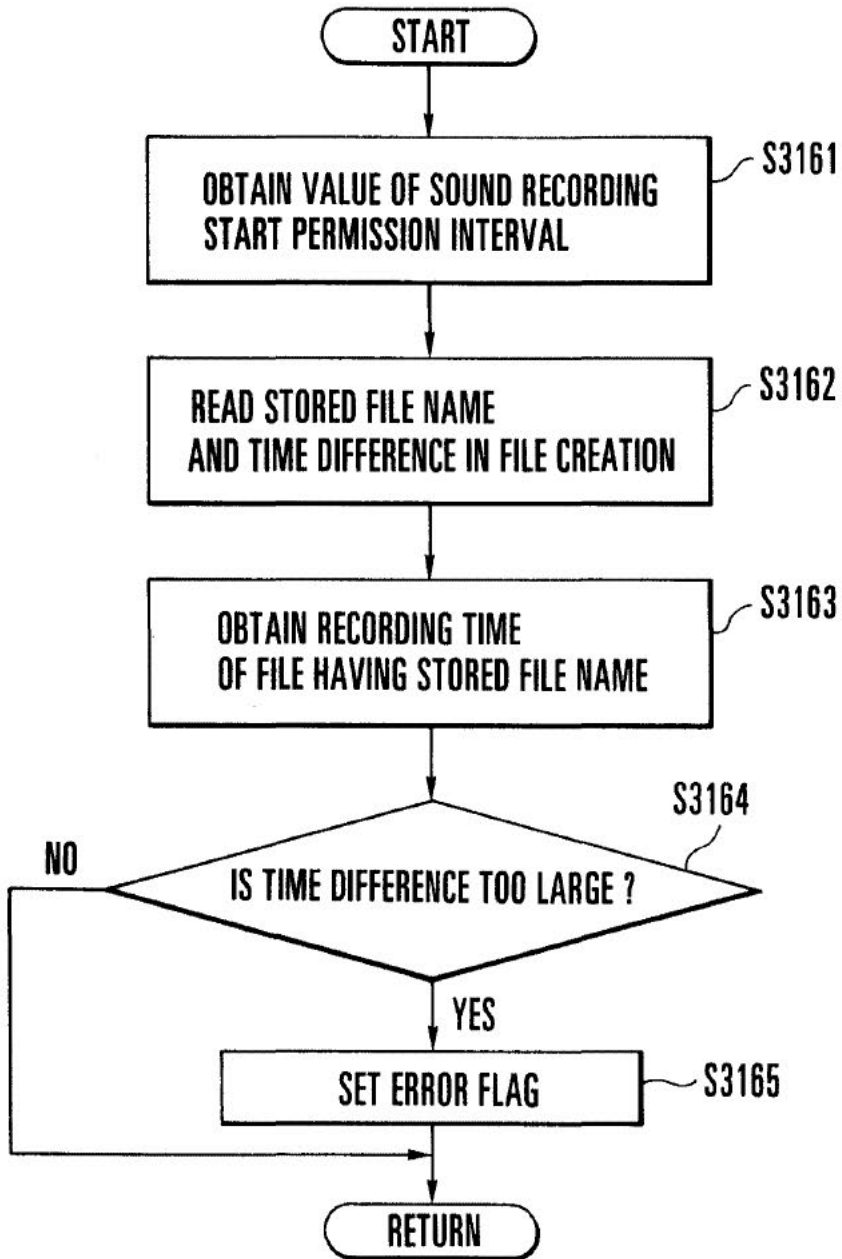 START
S3161
OBTAIN VALUE OF SOUND RECORDING
START PERMISSION INTERVAL
S3162
READ STORED FILE NAME
AND TIME DIFFERENCE IN FILE CREATION
S3163
OBTAIN RECORDING TIME
OF FILE HAVING STORED FILE NAME
S3164
NO
IS TIME DIFFERENCE TOO LARGE ?
YES
SET ERROR FLAG
S3165
RETURN